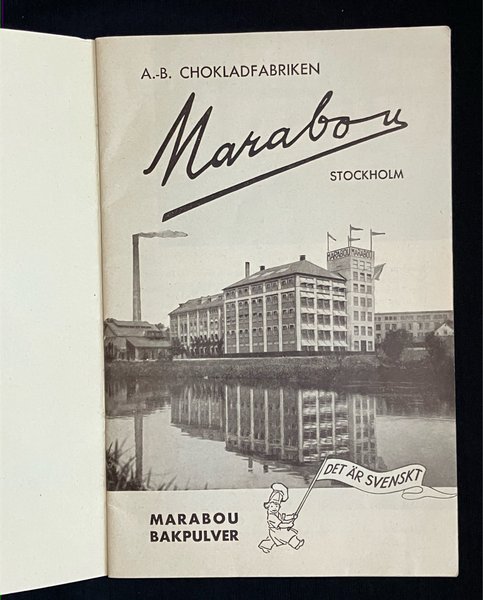 A.-B. CHOKLADFABRIKEN
Marabou
STOCKHOLM
MARABOU MARABOU
DET ÄR SVENSKT
MARABOU
BAKPULVER